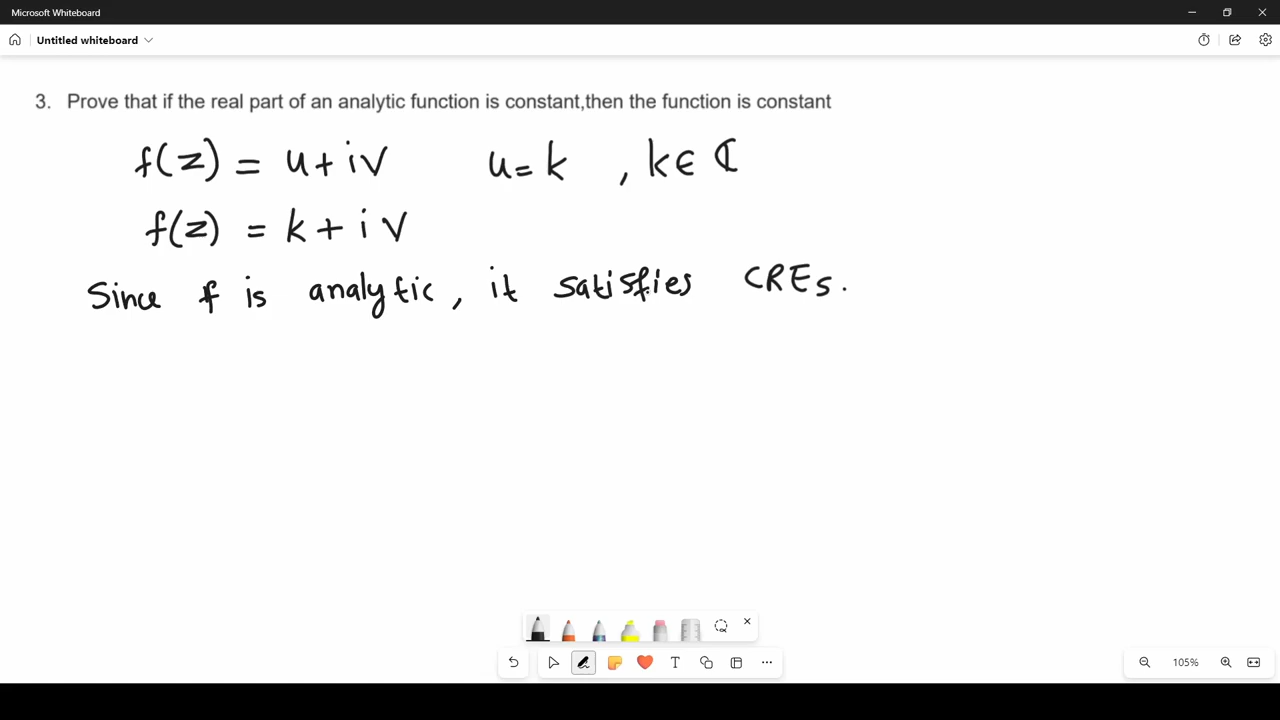 Microsoft Whiteboard
Untitled whiteboard
3. Prove that if the real part of an analytic function is constant,then the function is constant
f(z) = u+iv u=k , k∈ ℂ
f(z) = k+iv
Since f is analytic, it satisfies CREs.
105%